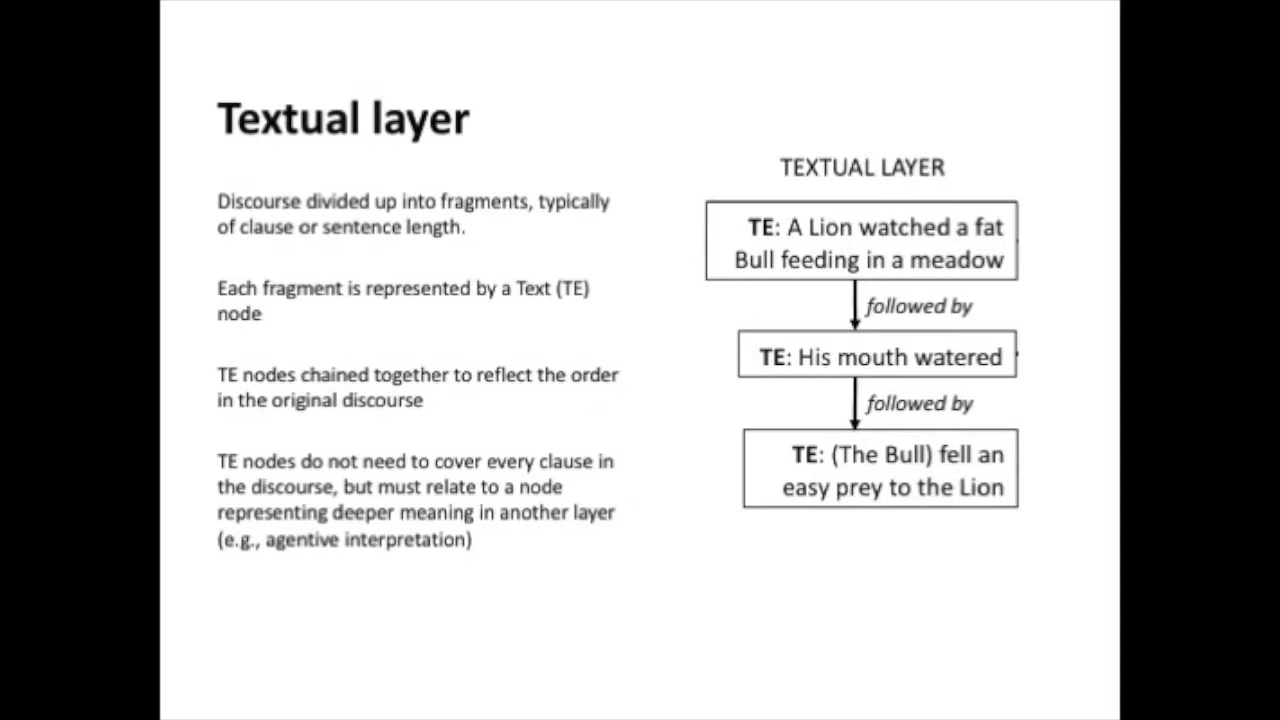 Textual layer
Discourse divided up into fragments, typically
of clause or sentence length.
Each fragment is represented by a Text (TE)
node
TE nodes chained together to reflect the order
in the original discourse
TE nodes do not need to cover every clause in
the discourse, but must relate to a node
representing deeper meaning in another layer
(e.g., agentive interpretation)
TEXTUAL LAYER
TE: A Lion watched a fat
Bull feeding in a meadow
followed by
TE: His mouth watered
followed by
TE: (The Bull) fell an
easy prey to the Lion